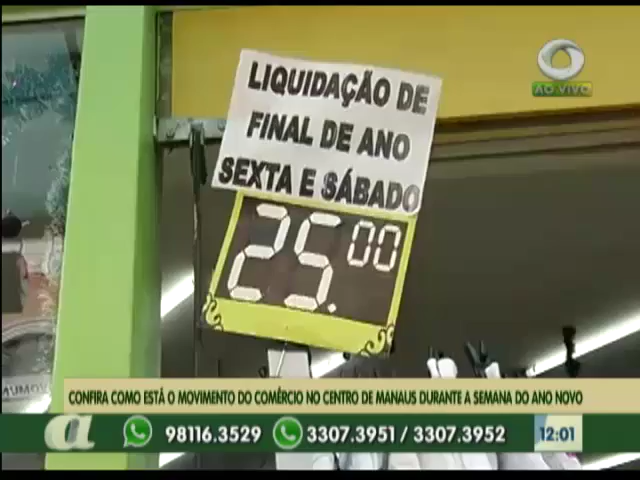 LIQUIDAÇÃO DE
FINAL DE ANO
SEXTA E SÁBADO
25.00
AO VIVO
MUMO
CONFIRA COMO ESTÁ O MOVIMENTO DO COMÉRCIO NO CENTRO DE MANAUS DURANTE A SEMANA DO ANO NOVO
a 98116.3529 3307.3951 / 3307.3952 12:01